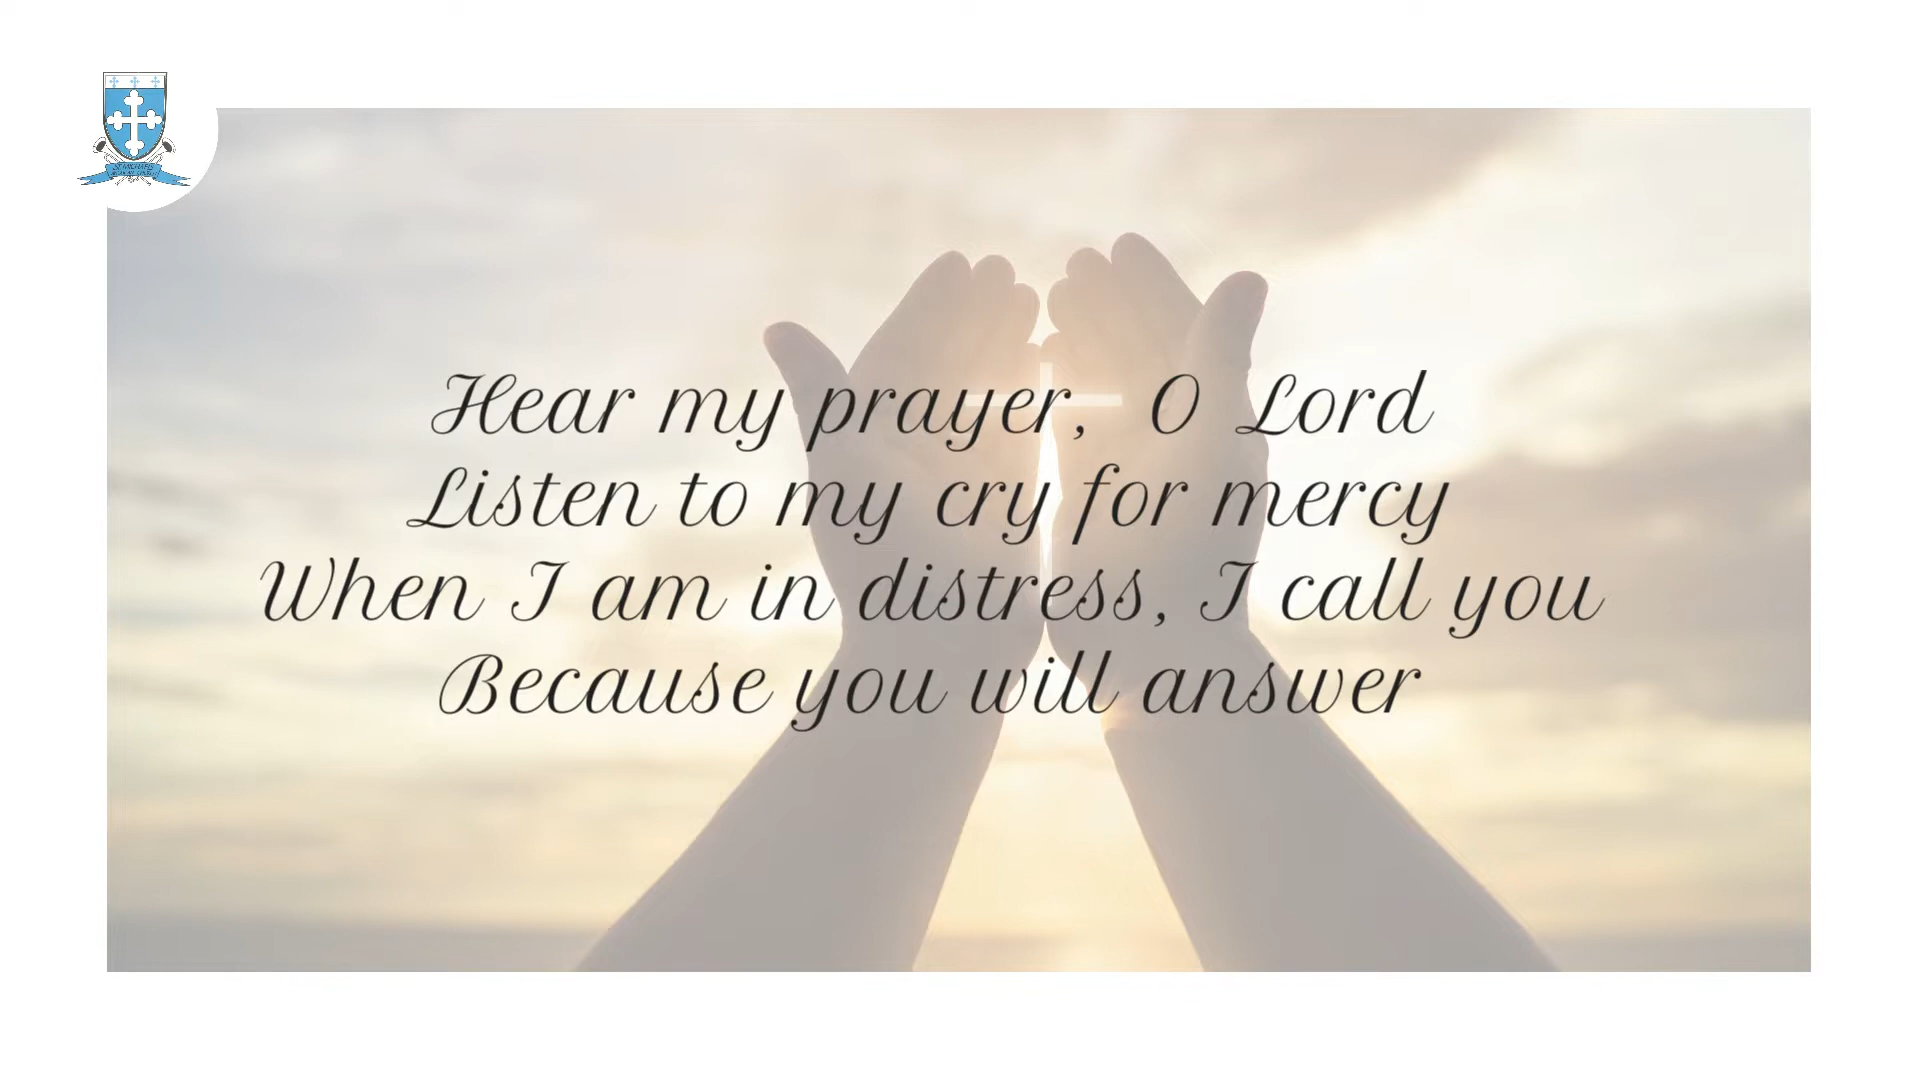 Hear my prayer, O Lord
Listen to my cry for mercy
When I am in distress, I call you
Because you will answer